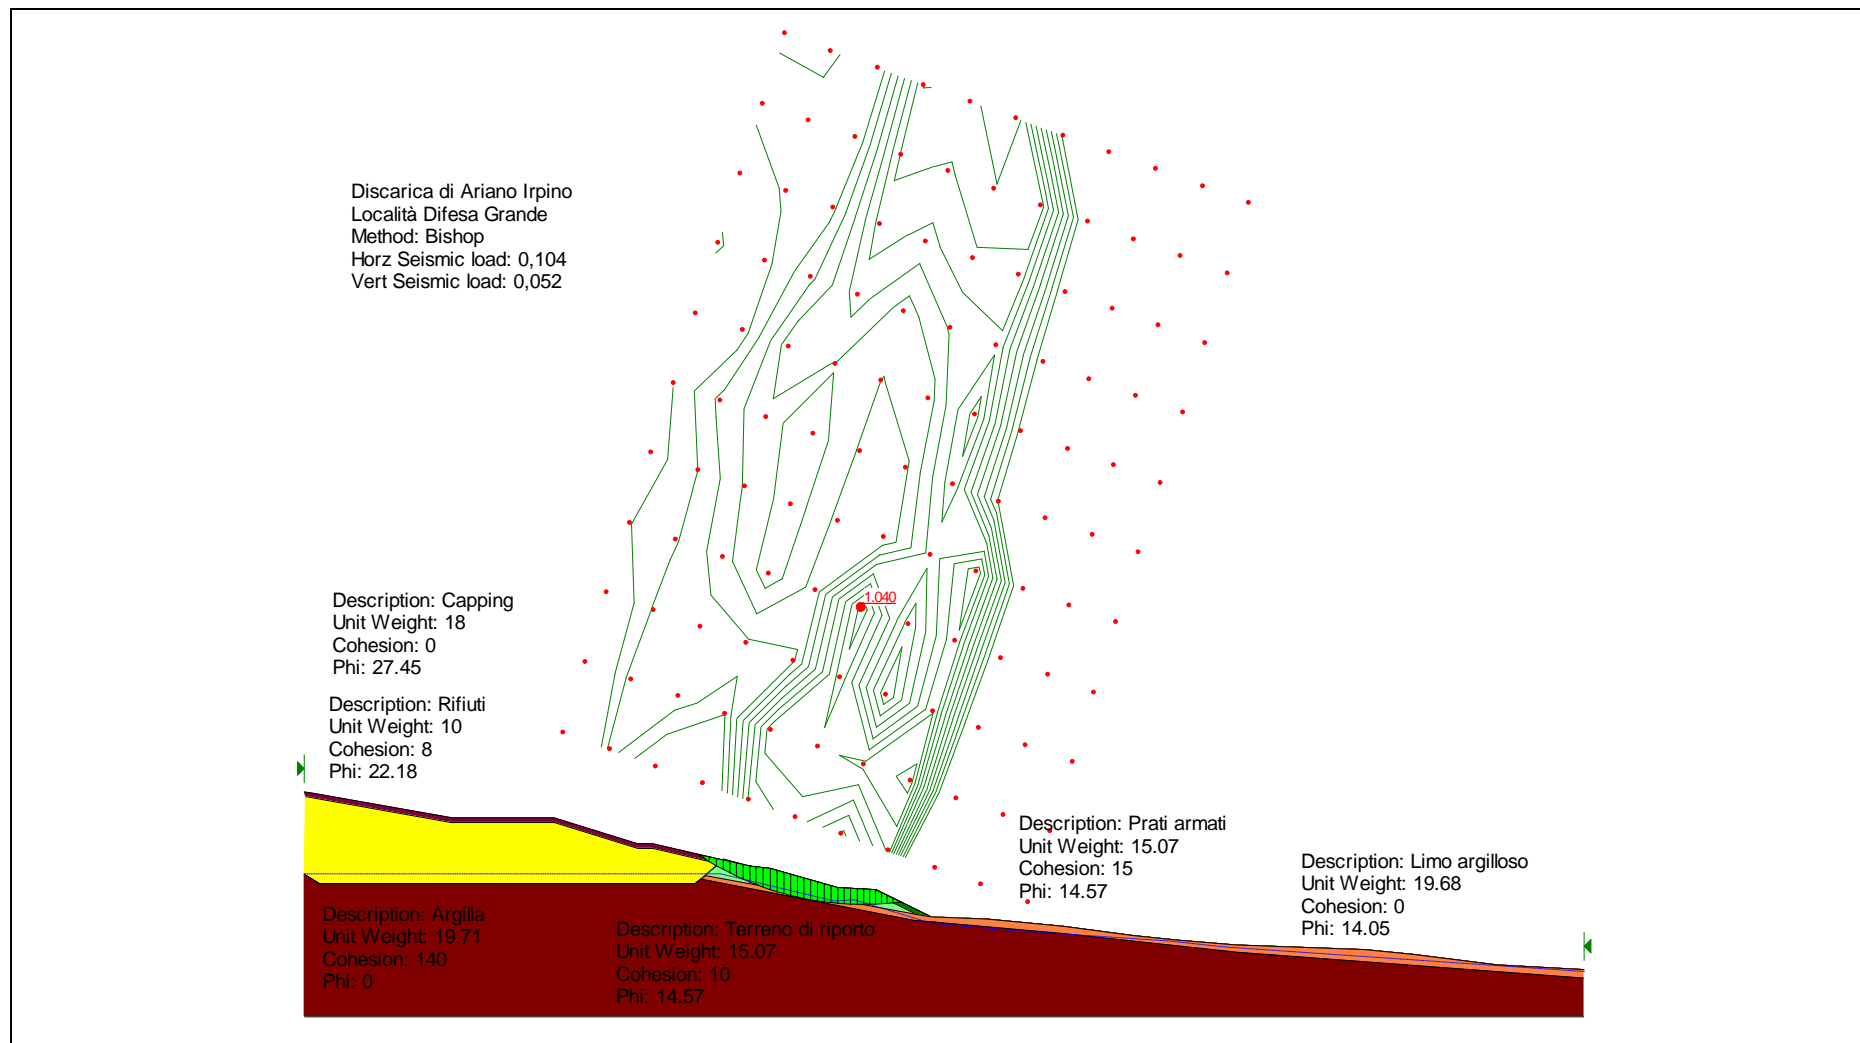 Discarica di Ariano Irpino
Località Difesa Grande
Method: Bishop
Horz Seismic load: 0,104
Vert Seismic load: 0,052
Description: Capping
Unit Weight: 18
Cohesion: 0
Phi: 27.45
1.040
Description: Rifiuti
Unit Weight: 10
Cohesion: 8
Phi: 22.18
Description: Prati armati
Unit Weight: 15.07
Cohesion: 15
Phi: 14.57
Description: Limo argilloso
Unit Weight: 19.68
Cohesion: 0
Phi: 14.05
Description: Argilla
Unit Weight: 19.71
Cohesion: 140
Phi: 0
Description: Terreno di riporto
Unit Weight: 15.07
Cohesion: 10
Phi: 14.57